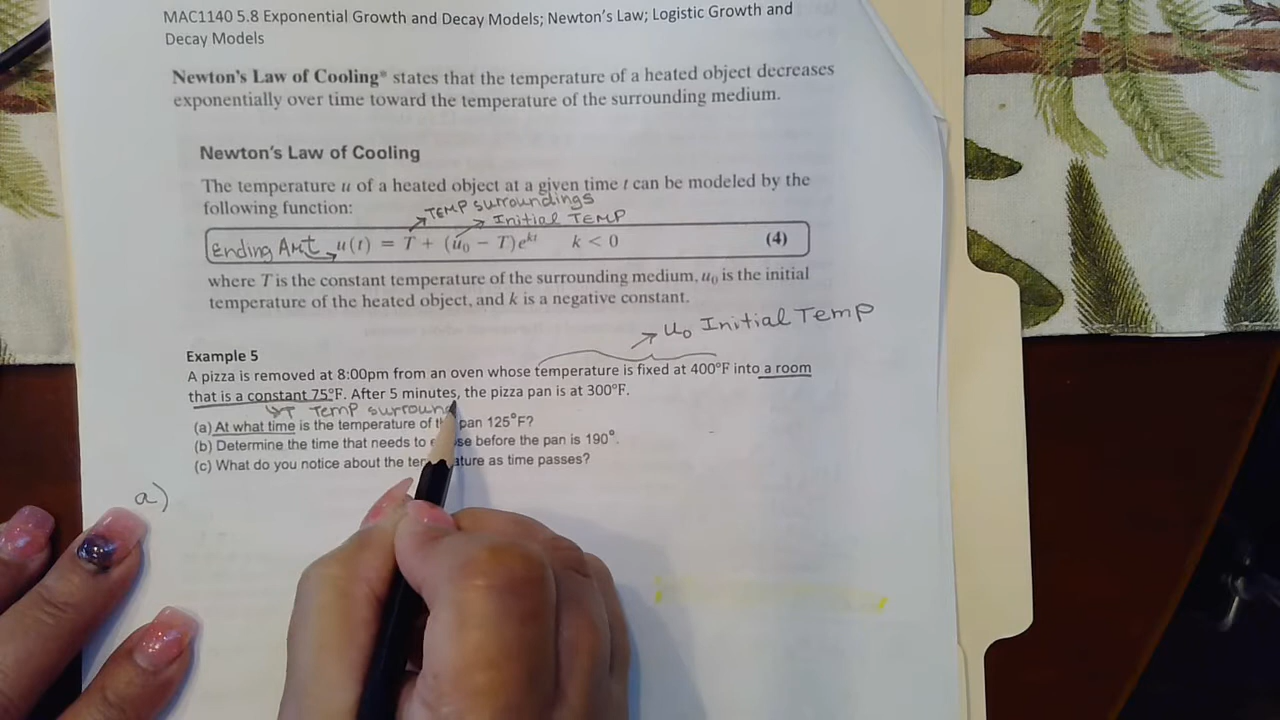 MAC1140 5.8 Exponential Growth and Decay Models; Newton's Law; Logistic Growth and
Decay Models
Newton's Law of Cooling* states that the temperature of a heated object decreases
exponentially over time toward the temperature of the surrounding medium.
Newton's Law of Cooling
The temperature u of a heated object at a given time t can be modeled by the
following function:
TEMP surroundings
Initial TEMP
Ending Amt u(t) = T + (u₀ − T)eᵏᵗ k < 0 (4)
where T is the constant temperature of the surrounding medium, u₀ is the initial
temperature of the heated object, and k is a negative constant.
u₀ Initial Temp
Example 5
A pizza is removed at 8:00pm from an oven whose temperature is fixed at 400°F into a room
that is a constant 75°F. After 5 minutes, the pizza pan is at 300°F.
T Temp
(a) At what time is the temperature of pan 125°F?
(b) Determine the time that needs to before the pan is 190°.
(c) What do you notice about the as time passes?
a)